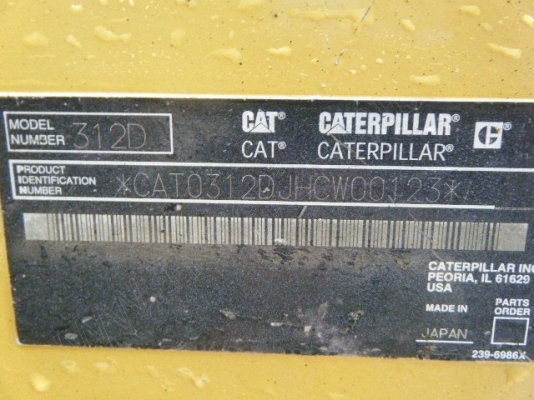 MODEL NUMBER 312D
CAT® CATERPILLAR® C®
CAT® CATERPILLAR®
PRODUCT IDENTIFICATION NUMBER *CAT0312DJHCW00123*
CATERPILLAR INC
PEORIA, IL 61629
USA
MADE IN JAPAN
PARTS ORDER
239-6986X